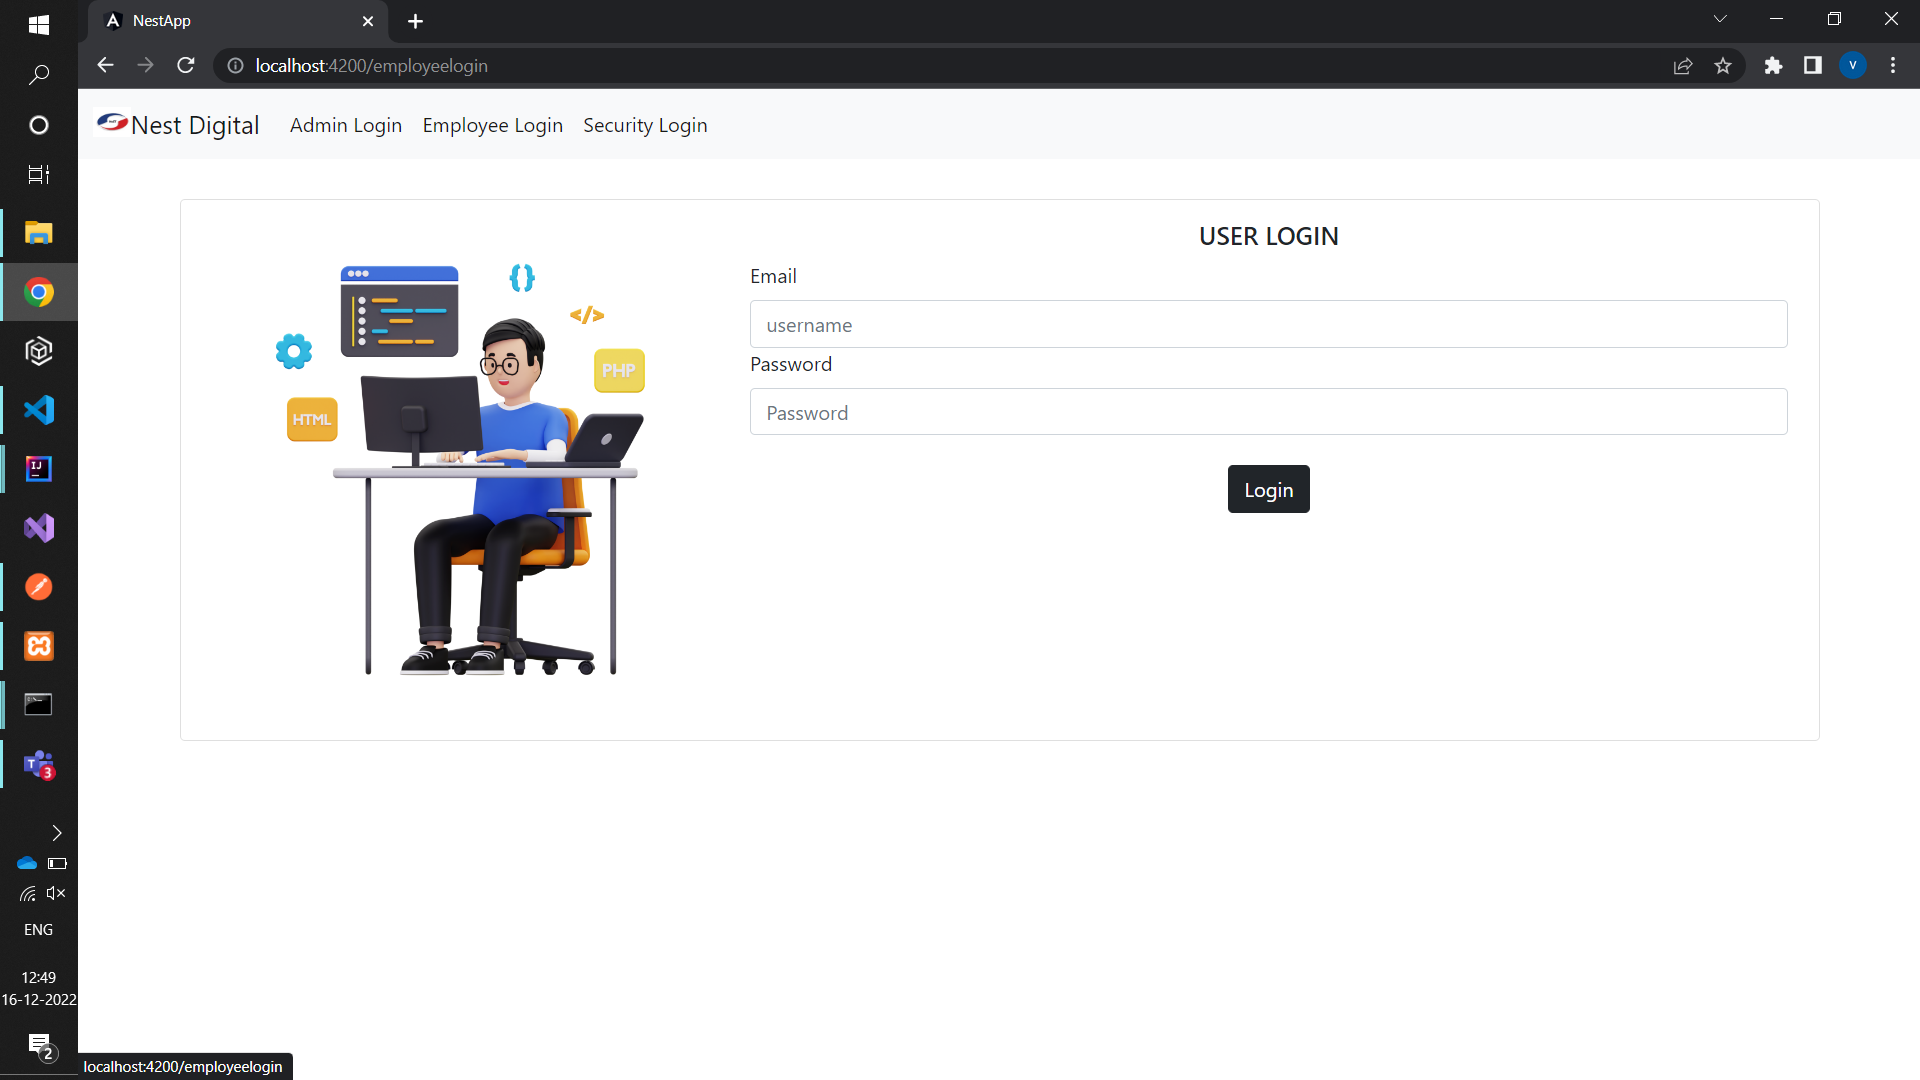 NestApp
localhost:4200/employeelogin
V
Nest Digital
Admin Login
Employee Login
Security Login
USER LOGIN
Email
username
Password
Password
Login
HTML
PHP
{}
</>
IJ
T
3
ENG
12:49
16-12-2022
2
localhost:4200/employeelogin